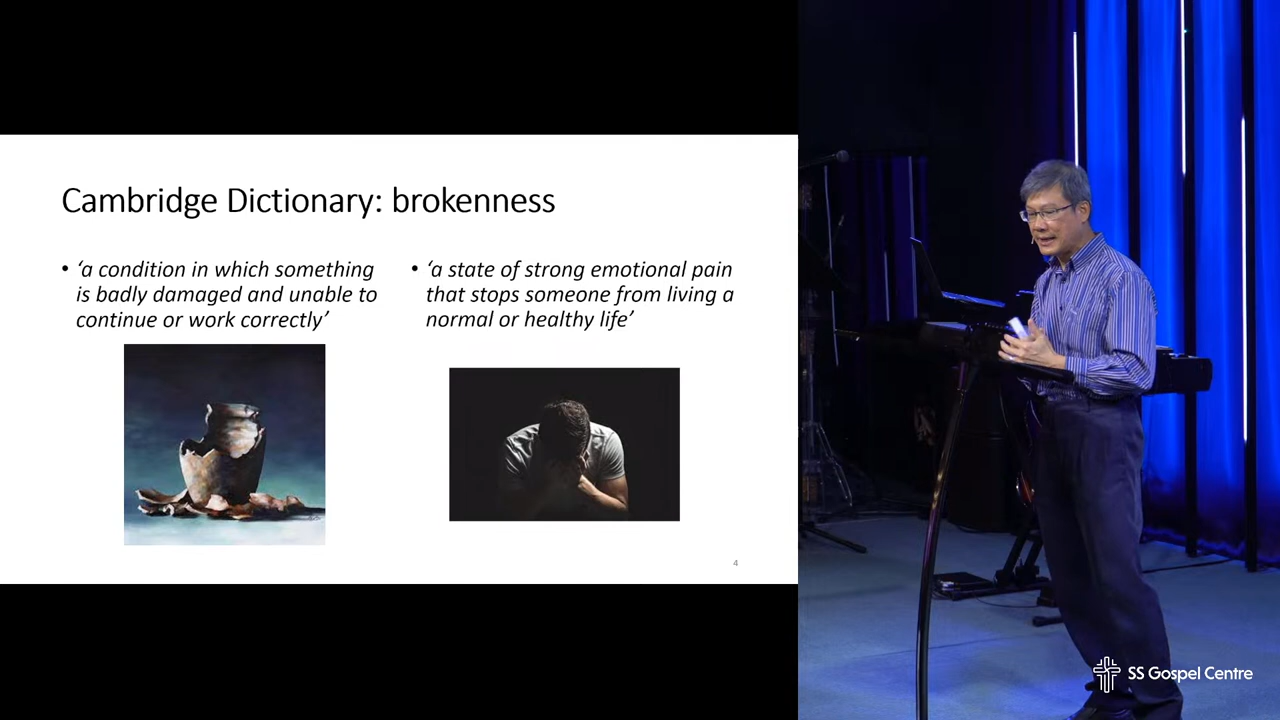 Cambridge Dictionary: brokenness
• ‘a condition in which something
is badly damaged and unable to
continue or work correctly’
• ‘a state of strong emotional pain
that stops someone from living a
normal or healthy life’
4
SS Gospel Centre